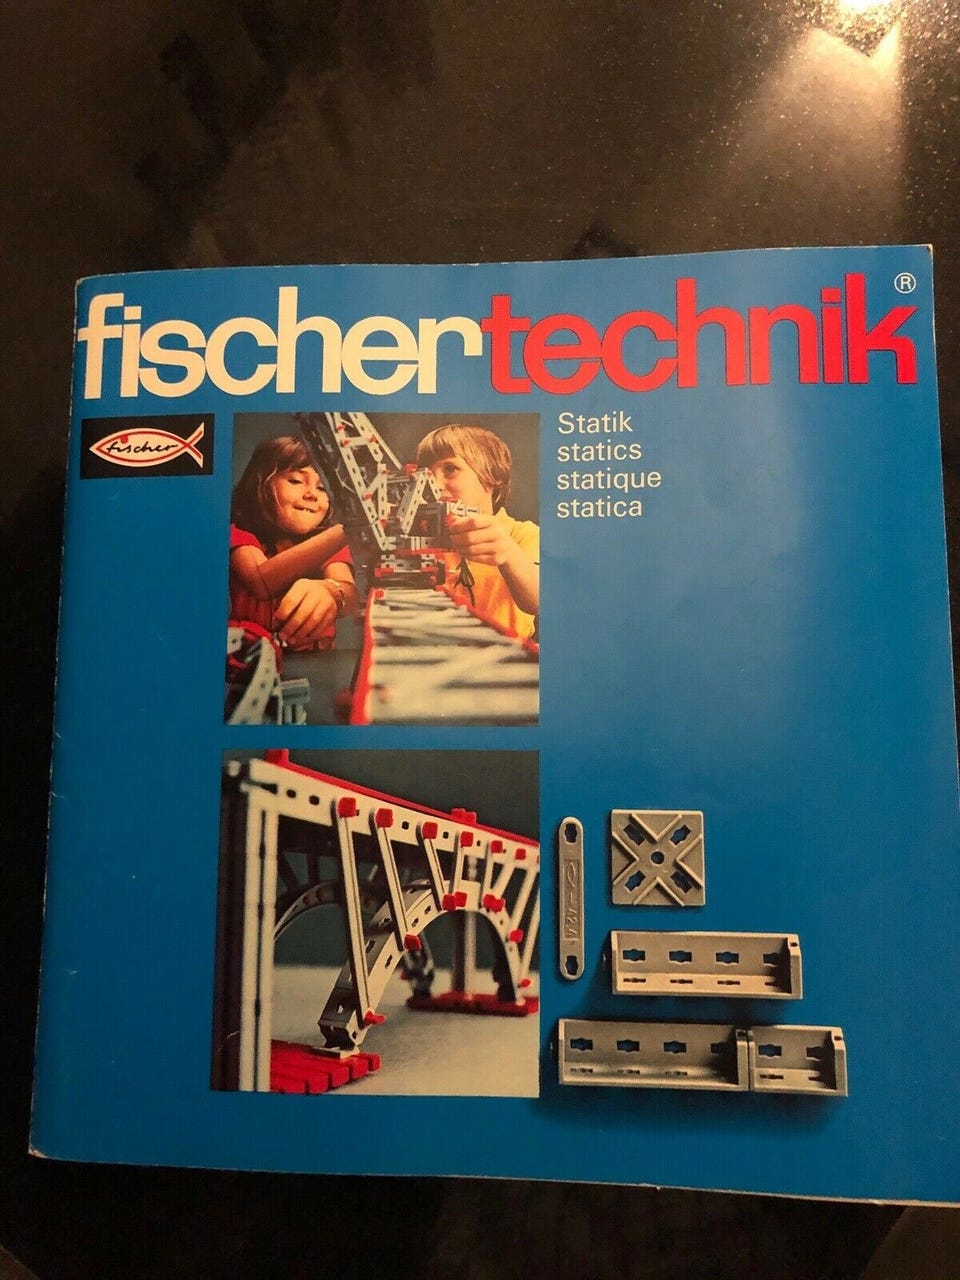 fischertechnik®
fischer
Statik
statics
statique
statica